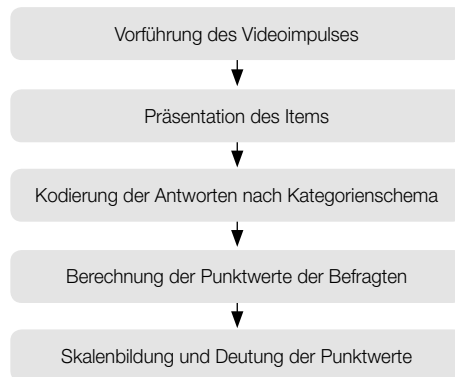 Vorführung des Videoimpulses
Präsentation des Items
Kodierung der Antworten nach Kategorienschema
Berechnung der Punktwerte der Befragten
Skalenbildung und Deutung der Punktwerte